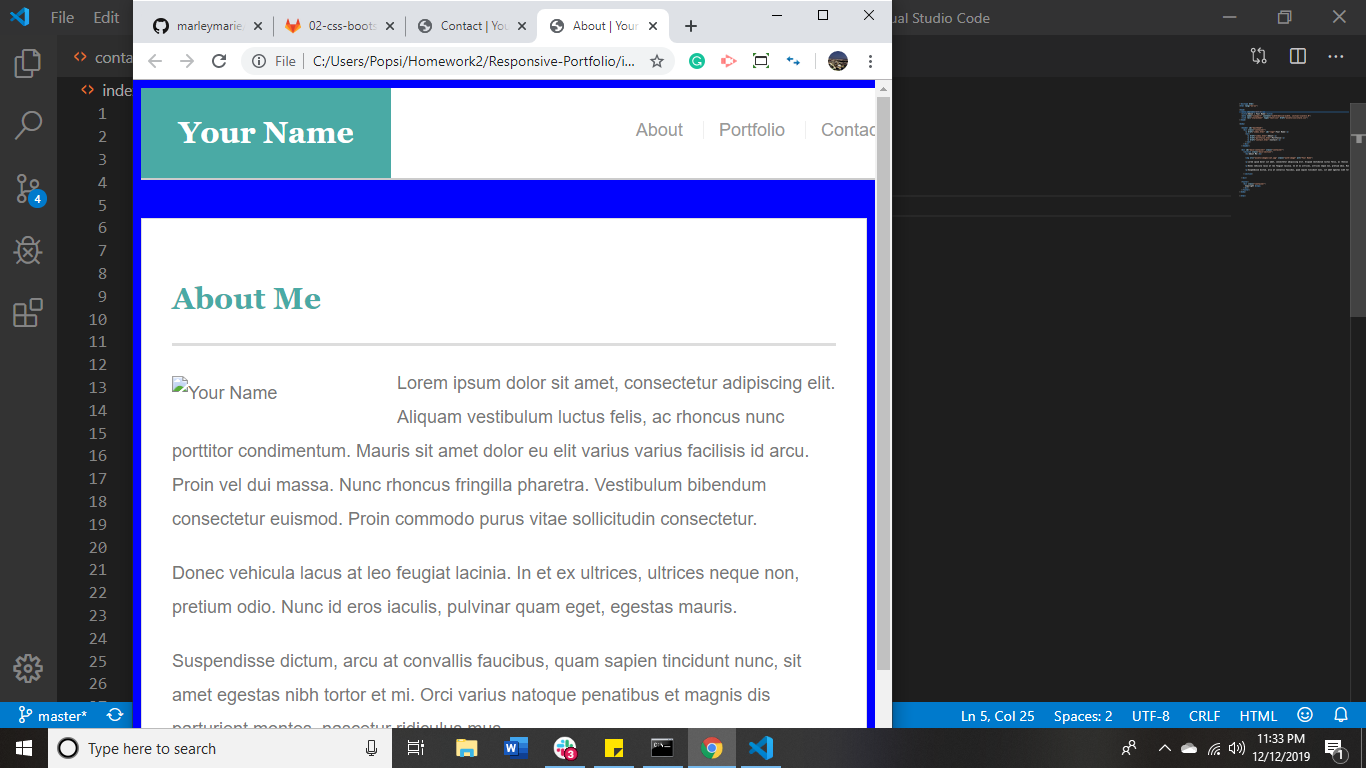 File Edit
ual Studio Code
marleymarie
02-css-boots
Contact | You
About | Your
File C:/Users/Popsi/Homework2/Responsive-Portfolio/i...
conta
inde
1
2
3
4
5
6
7
8
9
10
11
12
13
14
15
16
17
18
19
20
21
22
23
24
25
26
4
Your Name
About Portfolio Contac
About Me
Your Name
Lorem ipsum dolor sit amet, consectetur adipiscing elit.
Aliquam vestibulum luctus felis, ac rhoncus nunc
porttitor condimentum. Mauris sit amet dolor eu elit varius varius facilisis id arcu.
Proin vel dui massa. Nunc rhoncus fringilla pharetra. Vestibulum bibendum
consectetur euismod. Proin commodo purus vitae sollicitudin consectetur.
Donec vehicula lacus at leo feugiat lacinia. In et ex ultrices, ultrices neque non,
pretium odio. Nunc id eros iaculis, pulvinar quam eget, egestas mauris.
Suspendisse dictum, arcu at convallis faucibus, quam sapien tincidunt nunc, sit
amet egestas nibh tortor et mi. Orci varius natoque penatibus et magnis dis
parturient montes, nascetur ridiculus mus.
master*
Ln 5, Col 25 Spaces: 2 UTF-8 CRLF HTML
Type here to search
3
11:33 PM
12/12/2019
1